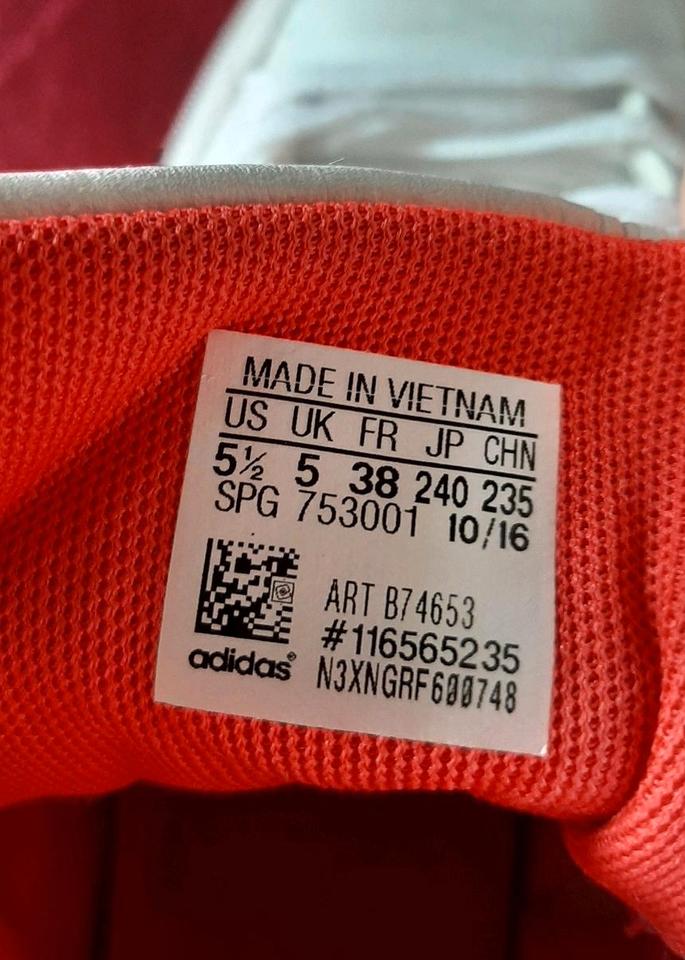 MADE IN VIETNAM
US UK FR JP CHN
5½ 5 38 240 235
SPG 753001 10/16
ART B74653
#116565235
adidas®
N3XNGRF600748